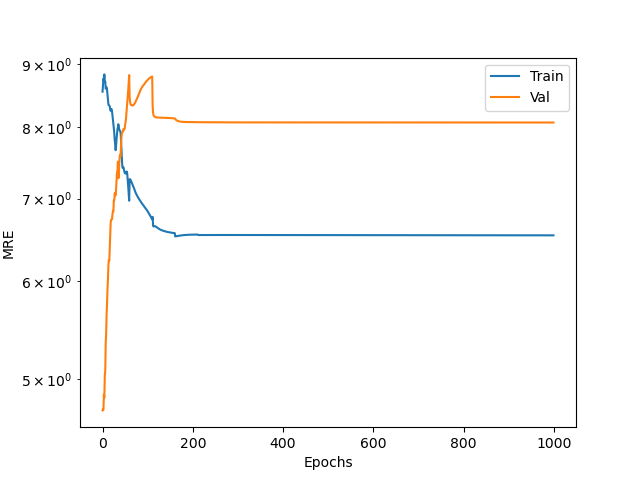 9 × 10⁰
8 × 10⁰
7 × 10⁰
6 × 10⁰
5 × 10⁰
MRE
0
200
400
600
800
1000
Epochs
Train
Val